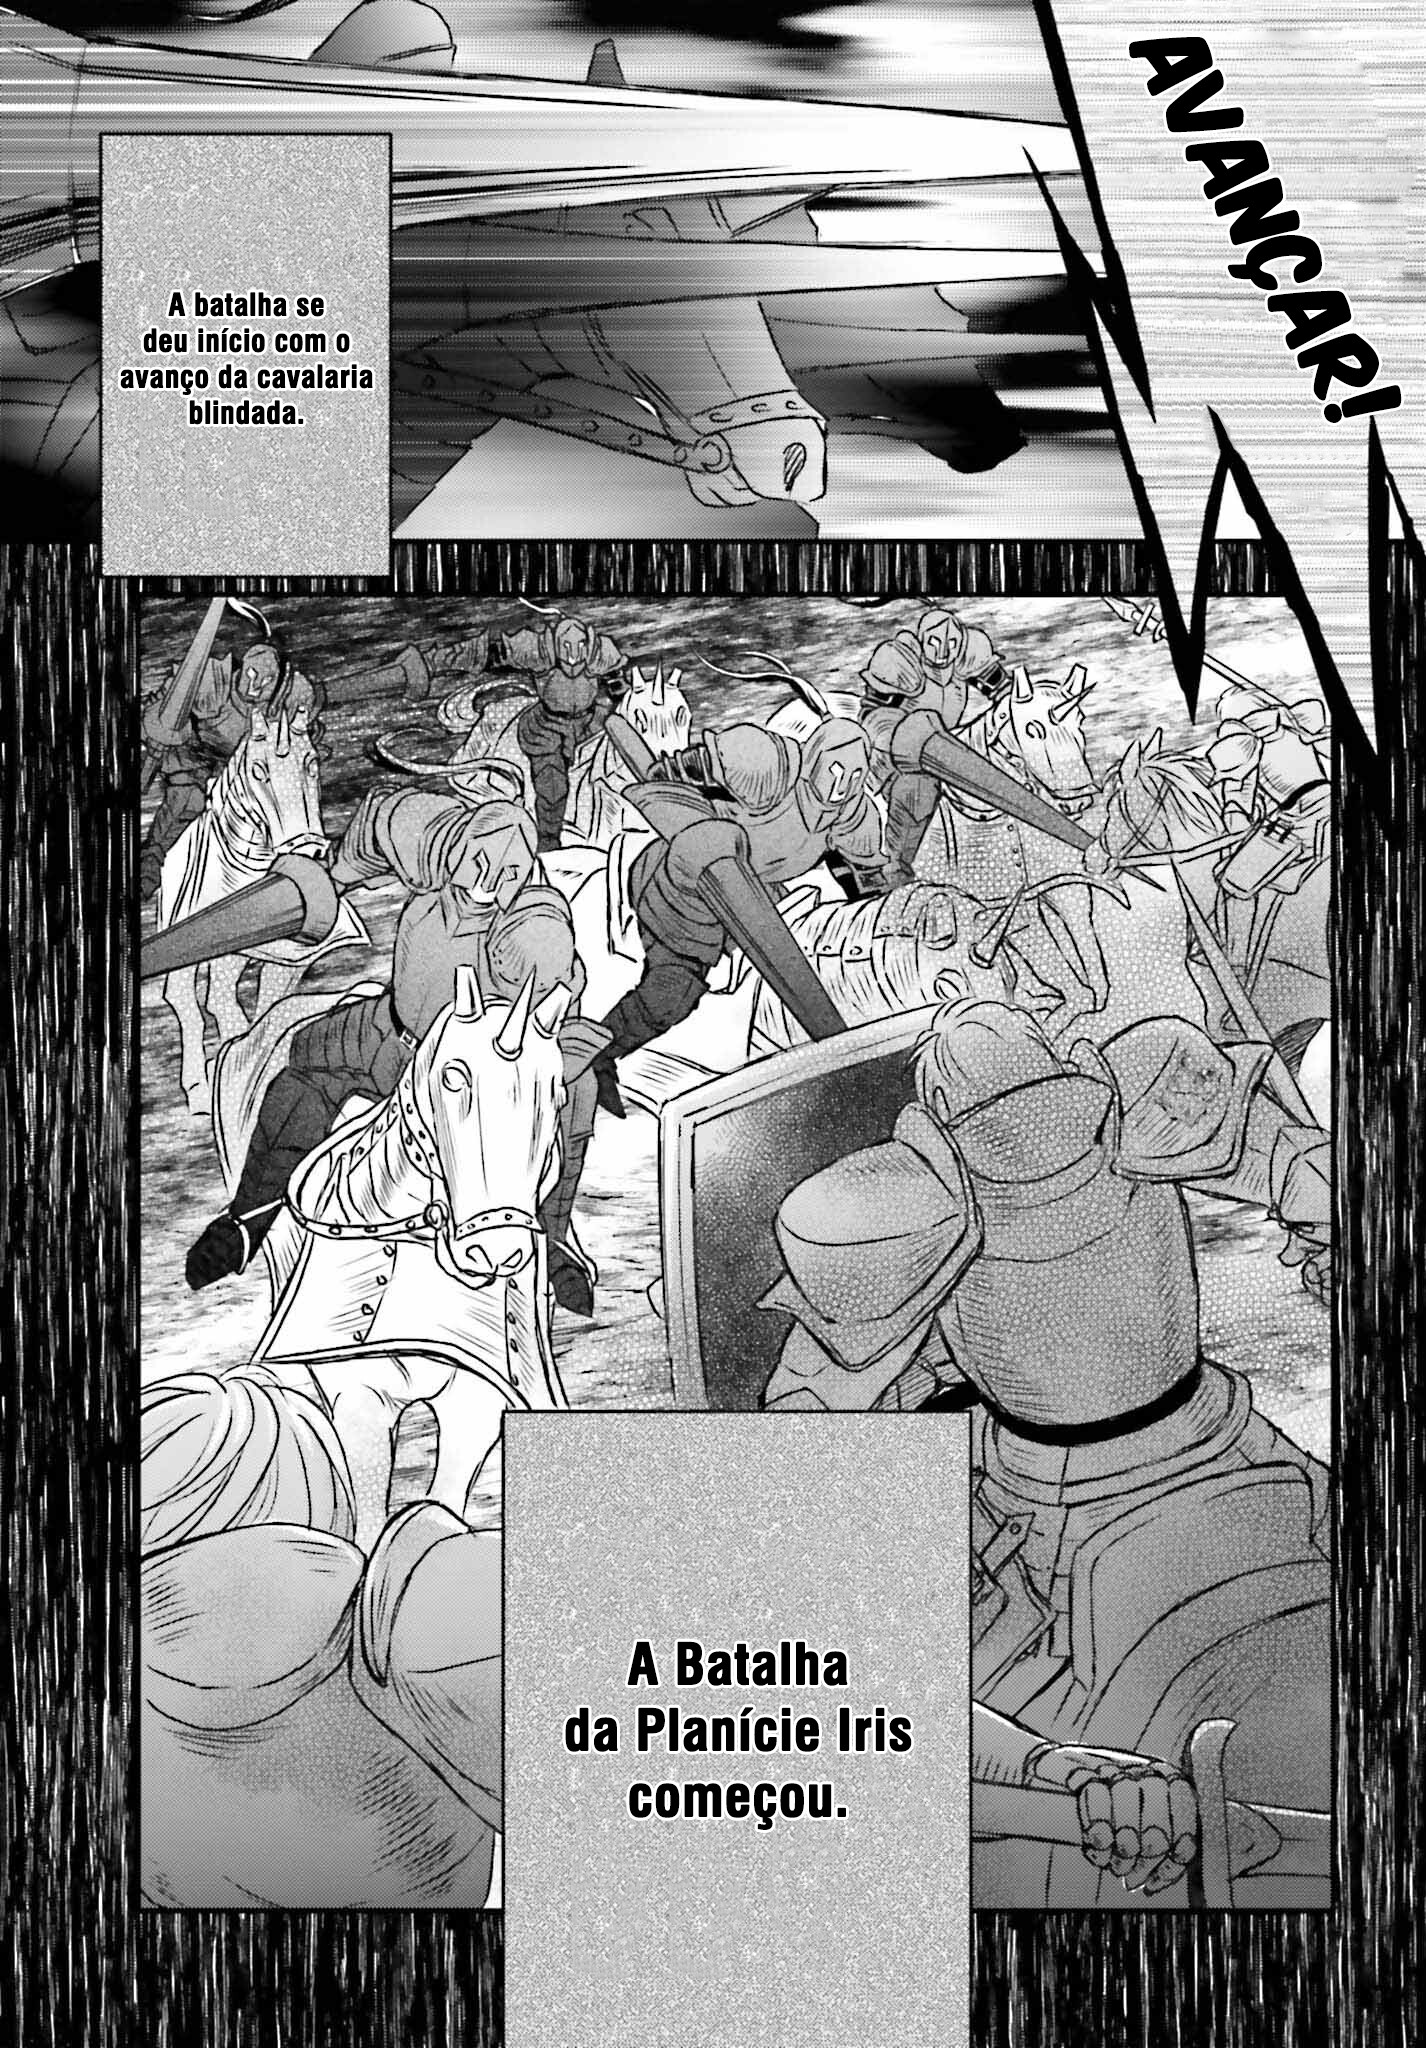 AVANÇAR!
A batalha se
deu início com o
avanço da cavalaria
blindada.
A Batalha
da Planície Iris
começou.